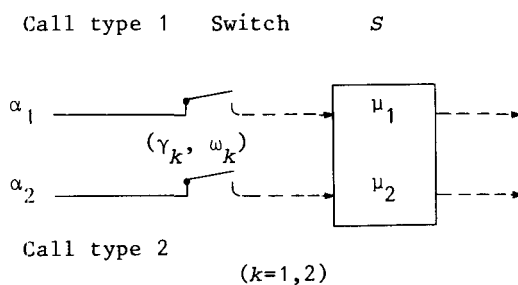 Call type 1 Switch S
α₁ μ₁
(γₖ, ωₖ)
α₂ μ₂
Call type 2
(k=1,2)